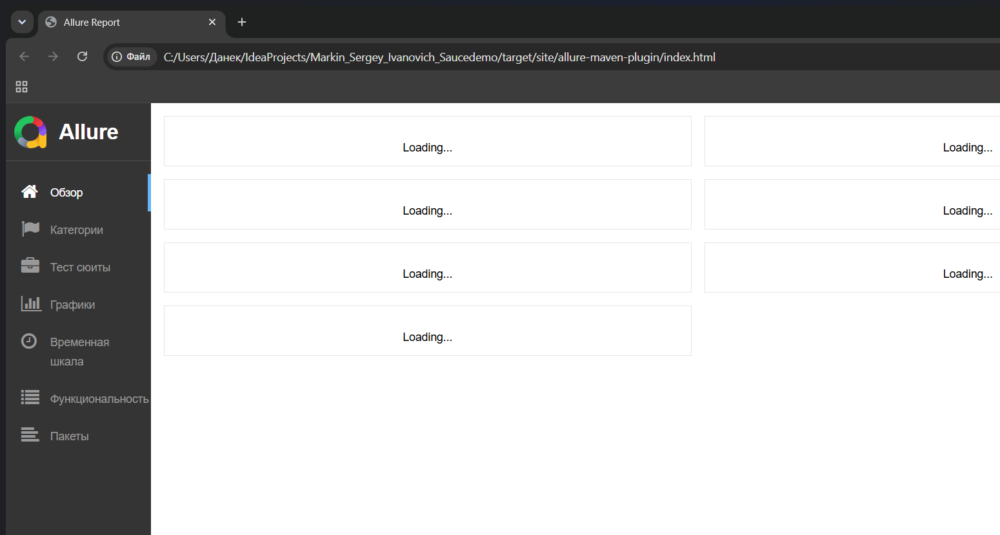 Allure Report
Файл C:/Users/Данек/IdeaProjects/Markin_Sergey_Ivanovich_Saucedemo/target/site/allure-maven-plugin/index.html
Allure
Обзор
Категории
Тест сюиты
Графики
Временная
шкала
Функциональность
Пакеты
Loading...
Loading...
Loading...
Loading...
Loading...
Loading...
Loading...